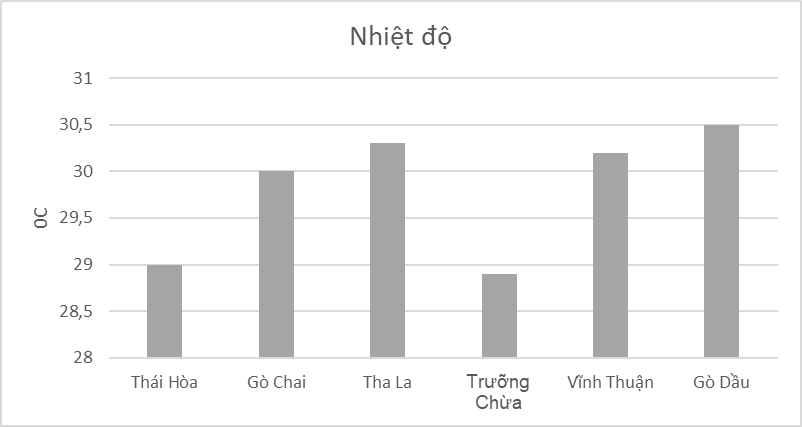 Nhiệt độ
31
30,5
30
29,5
29
28,5
28
0C
Thái Hòa
Gò Chai
Tha La
Trưỡng
Chừa
Vĩnh Thuận
Gò Dầu